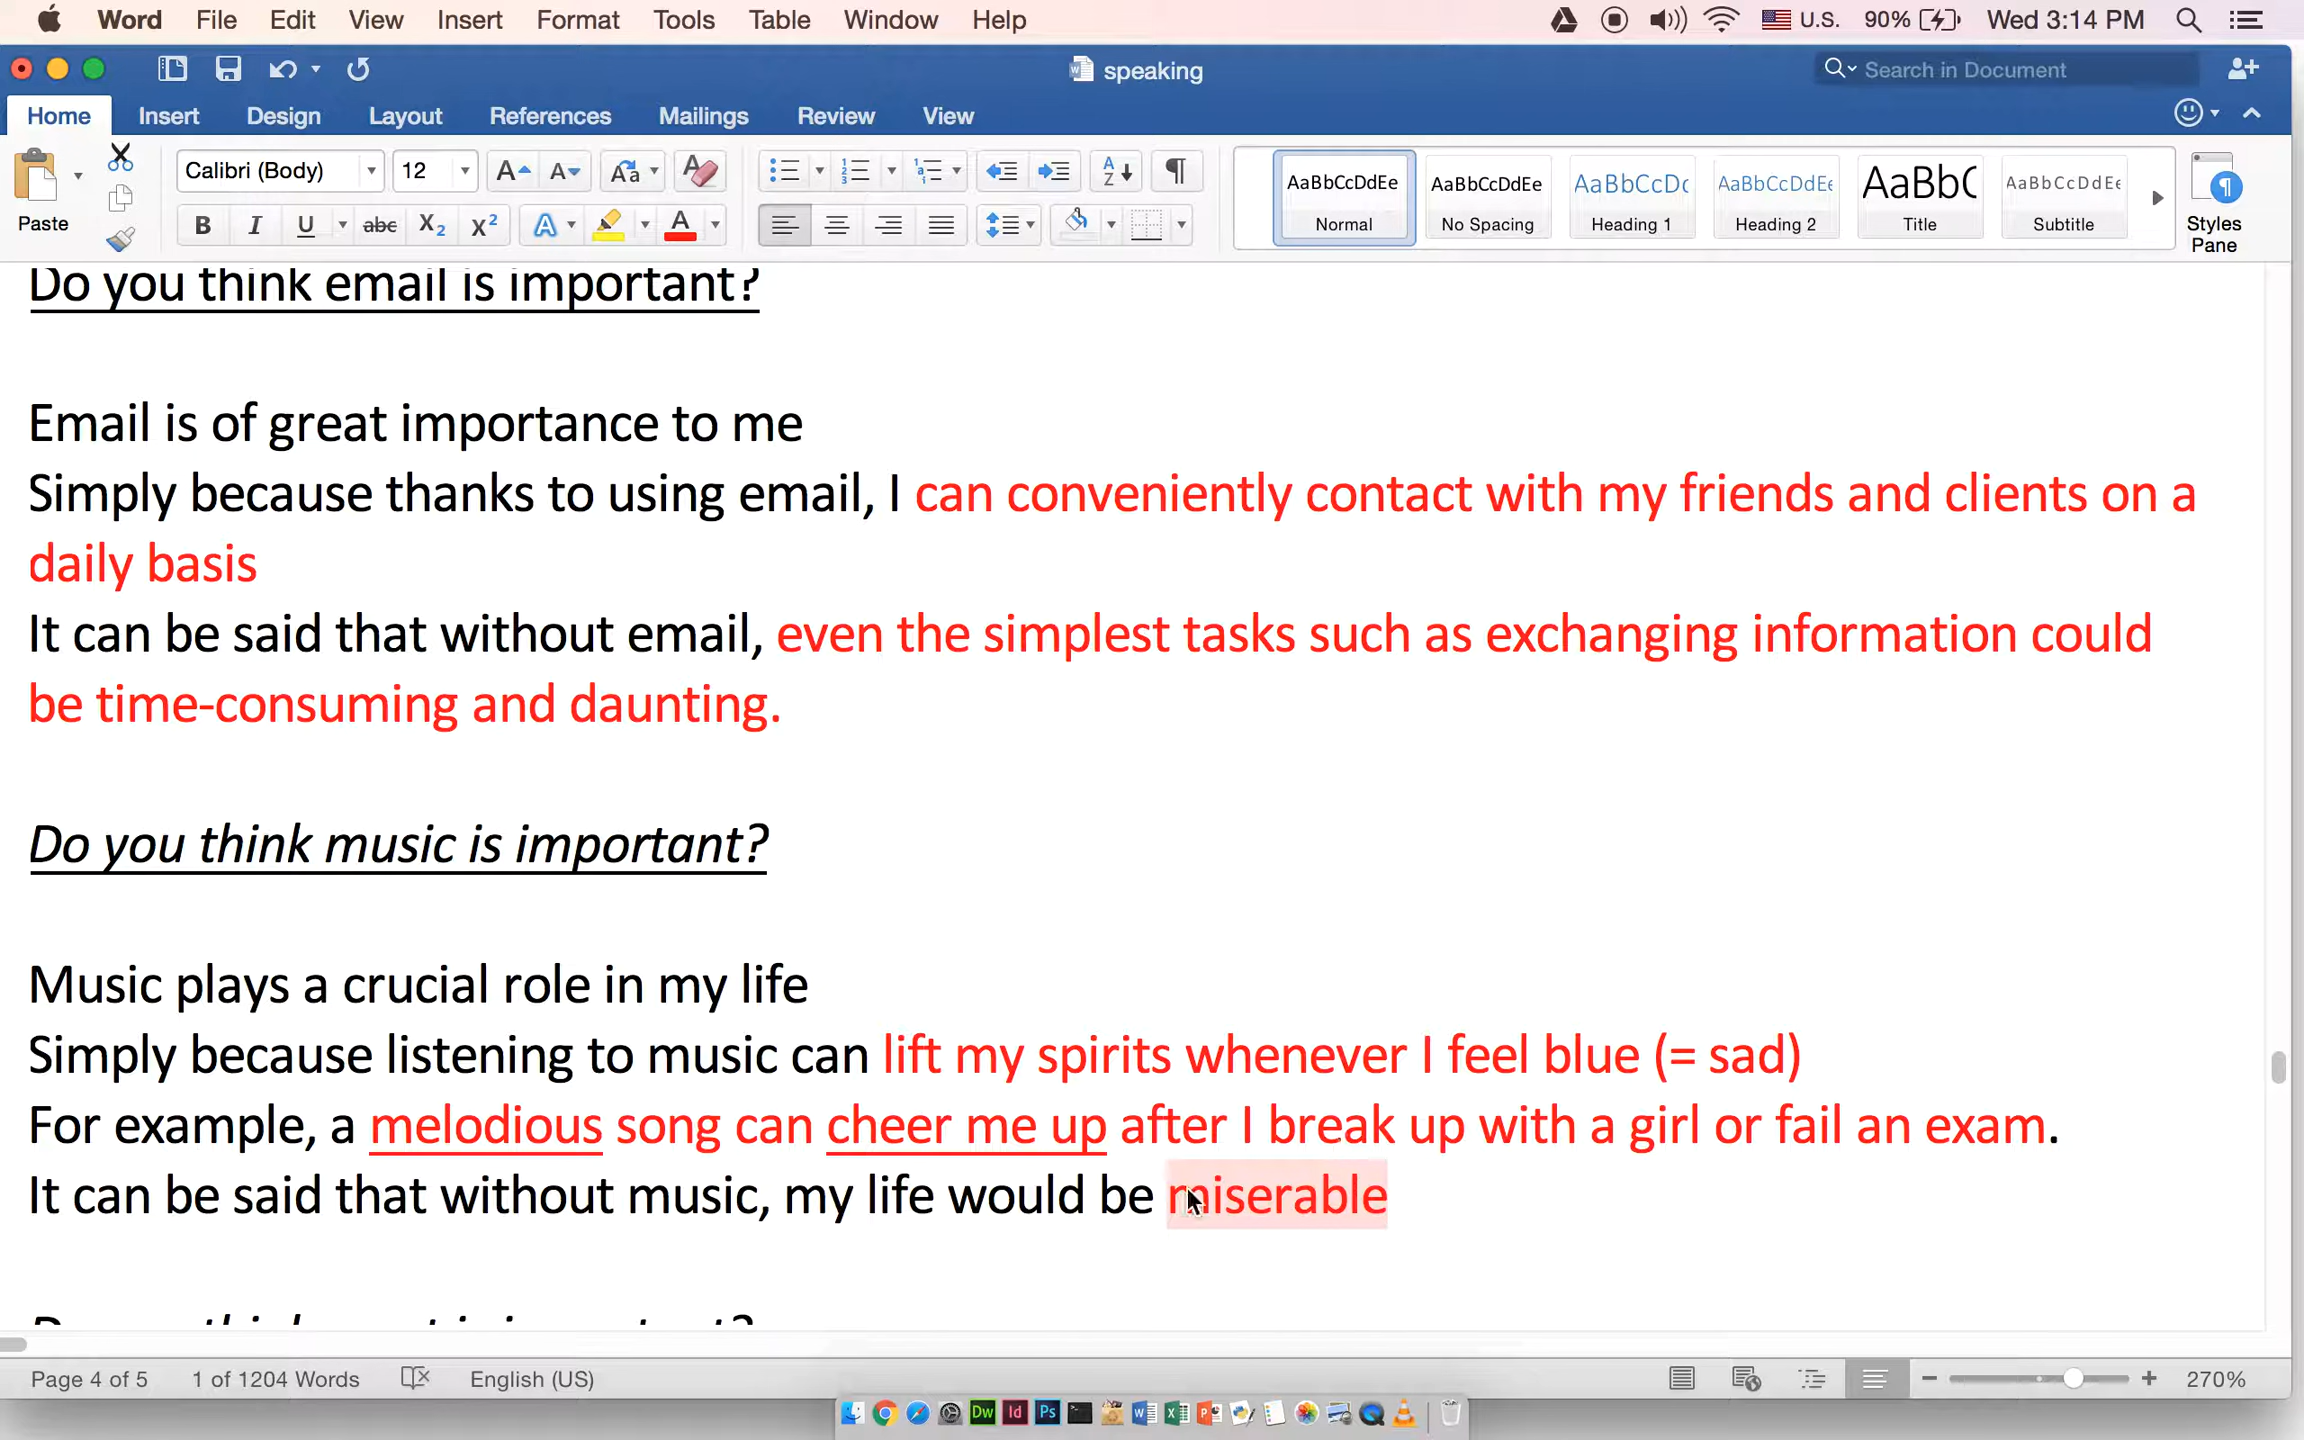 Word File Edit View Insert Format Tools Table Window Help U.S. 90% Wed 3:14 PM
speaking Search in Document
Home Insert Design Layout References Mailings Review View
Paste Calibri (Body) 12 AaBbCcDdEe Normal AaBbCcDdEe No Spacing AaBbCcDc Heading 1 AaBbCcDdEe Heading 2 AaBbC Title AaBbCcDdEe Subtitle Styles Pane
Do you think email is important?
Email is of great importance to me
Simply because thanks to using email, I can conveniently contact with my friends and clients on a
daily basis
It can be said that without email, even the simplest tasks such as exchanging information could
be time-consuming and daunting.
Do you think music is important?
Music plays a crucial role in my life
Simply because listening to music can lift my spirits whenever I feel blue (= sad)
For example, a melodious song can cheer me up after I break up with a girl or fail an exam.
It can be said that without music, my life would be miserable
Page 4 of 5 1 of 1204 Words English (US) 270%
Dw Id Ps